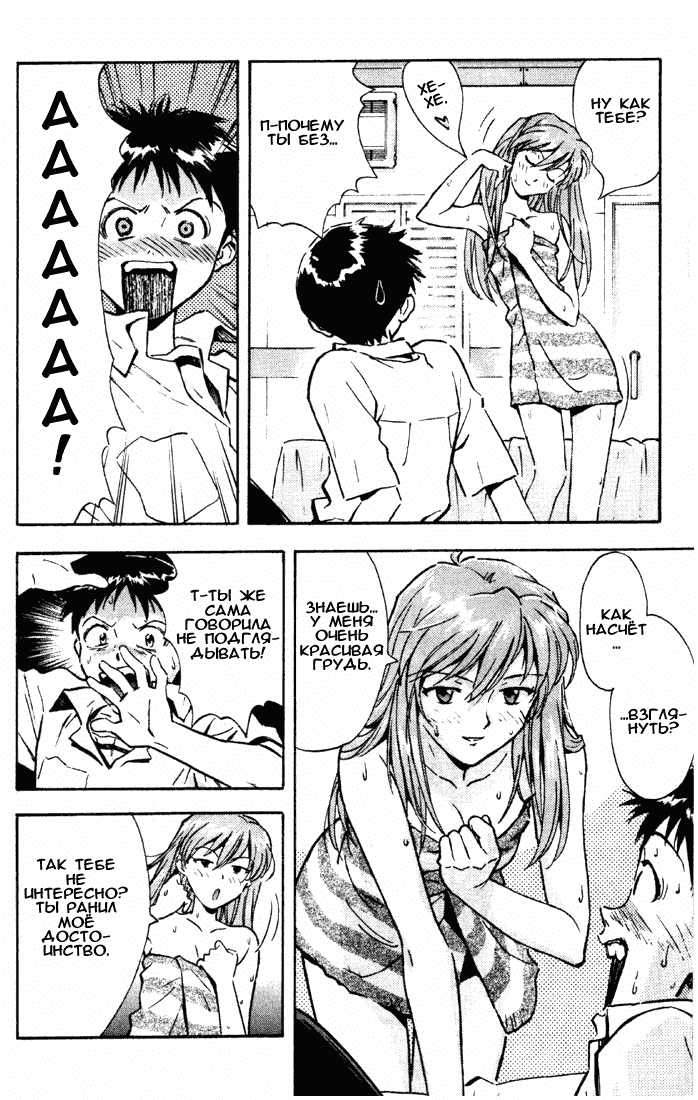 НУ КАК
ТЕБЕ?
ХЕ-
ХЕ.
П-ПОЧЕМУ
ТЫ БЕЗ...
А
А
А
А
А
А
А!
КАК
НАСЧЁТ
...
...ВЗГЛЯ-
НУТЬ?
ЗНАЕШЬ...
У МЕНЯ
ОЧЕНЬ
КРАСИВАЯ
ГРУДЬ.
Т-ТЫ ЖЕ
САМА
ГОВОРИЛА
НЕ ПОДГЛЯ-
ДЫВАТЬ!
ТАК ТЕБЕ
НЕ
ИНТЕРЕСНО?
ТЫ РАНИЛ
МОЁ
ДОСТО-
ИНСТВО.